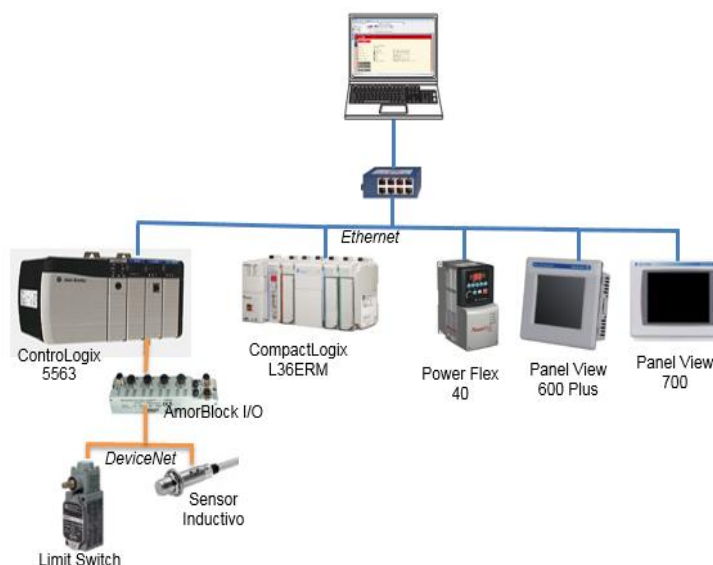 Ethernet
ControLogix
5563
CompactLogix
L36ERM
Power Flex
40
Panel View
600 Plus
Panel View
700
AmorBlock I/O
DeviceNet
Sensor
Inductivo
Limit Switch